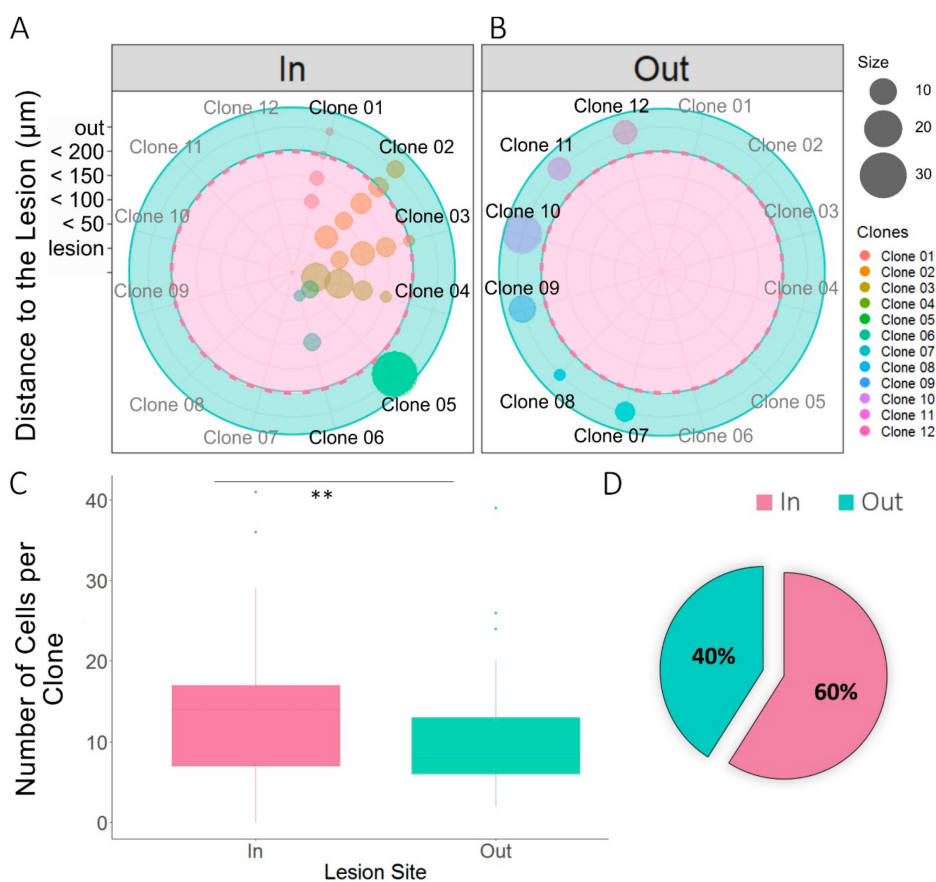 A
B
In
Out
Distance to the Lesion (µm)
out
< 200
< 150
< 100
< 50
lesion
Clone 12
Clone 01
Clone 11
Clone 02
Clone 10
Clone 03
Clone 09
Clone 04
Clone 08
Clone 05
Clone 07
Clone 06
Clone 12
Clone 01
Clone 11
Clone 02
Clone 10
Clone 03
Clone 09
Clone 04
Clone 08
Clone 05
Clone 07
Clone 06
Size
10
20
30
Clones
Clone 01
Clone 02
Clone 03
Clone 04
Clone 05
Clone 06
Clone 07
Clone 08
Clone 09
Clone 10
Clone 11
Clone 12
C
**
Number of Cells per
Clone
40
30
20
10
0
In
Out
Lesion Site
D
In
Out
40%
60%